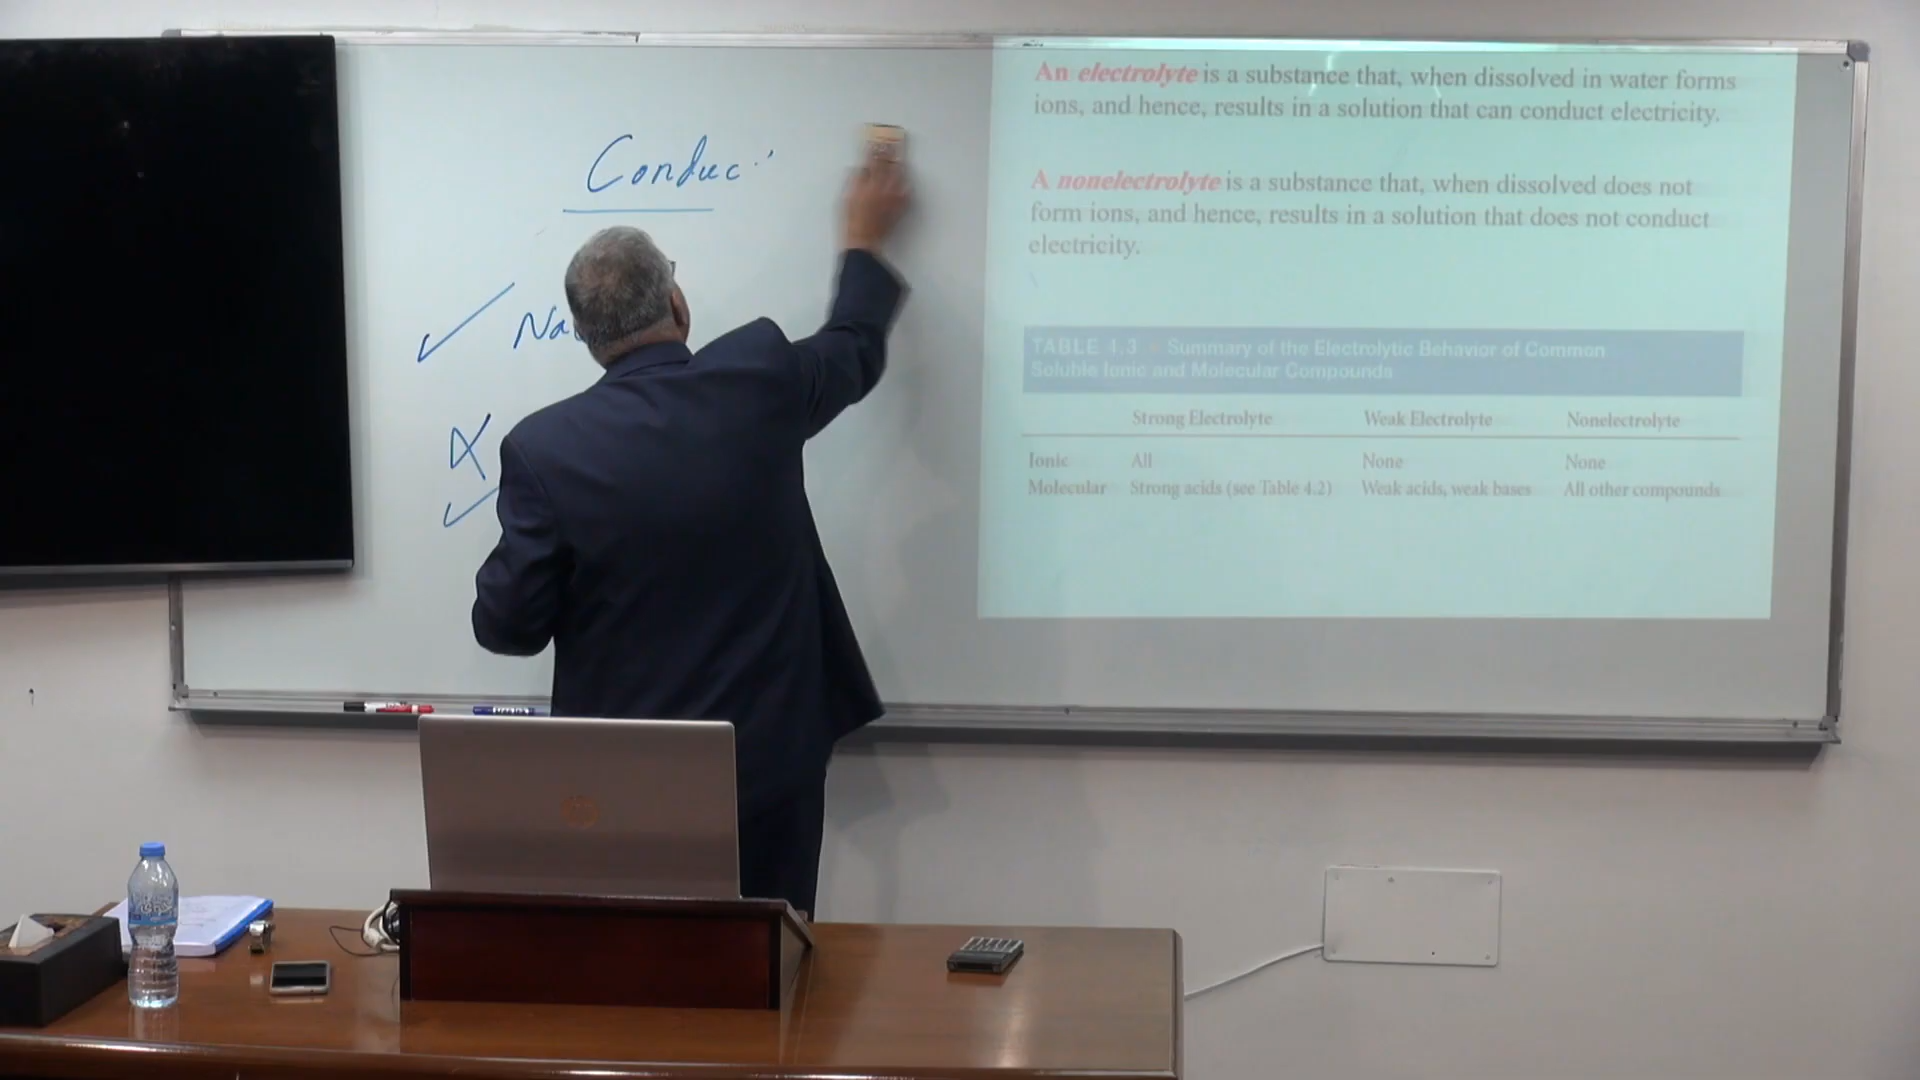 Conduc
Na
An electrolyte is a substance that, when dissolved in water forms
ions, and hence, results in a solution that can conduct electricity.
A nonelectrolyte is a substance that, when dissolved does not
form ions, and hence, results in a solution that does not conduct
electricity.
TABLE 4.3 • Summary of the Electrolytic Behavior of Common
Soluble Ionic and Molecular Compounds
Strong Electrolyte Weak Electrolyte Nonelectrolyte
Ionic All None None
Molecular Strong acids (see Table 4.2) Weak acids, weak bases All other compounds